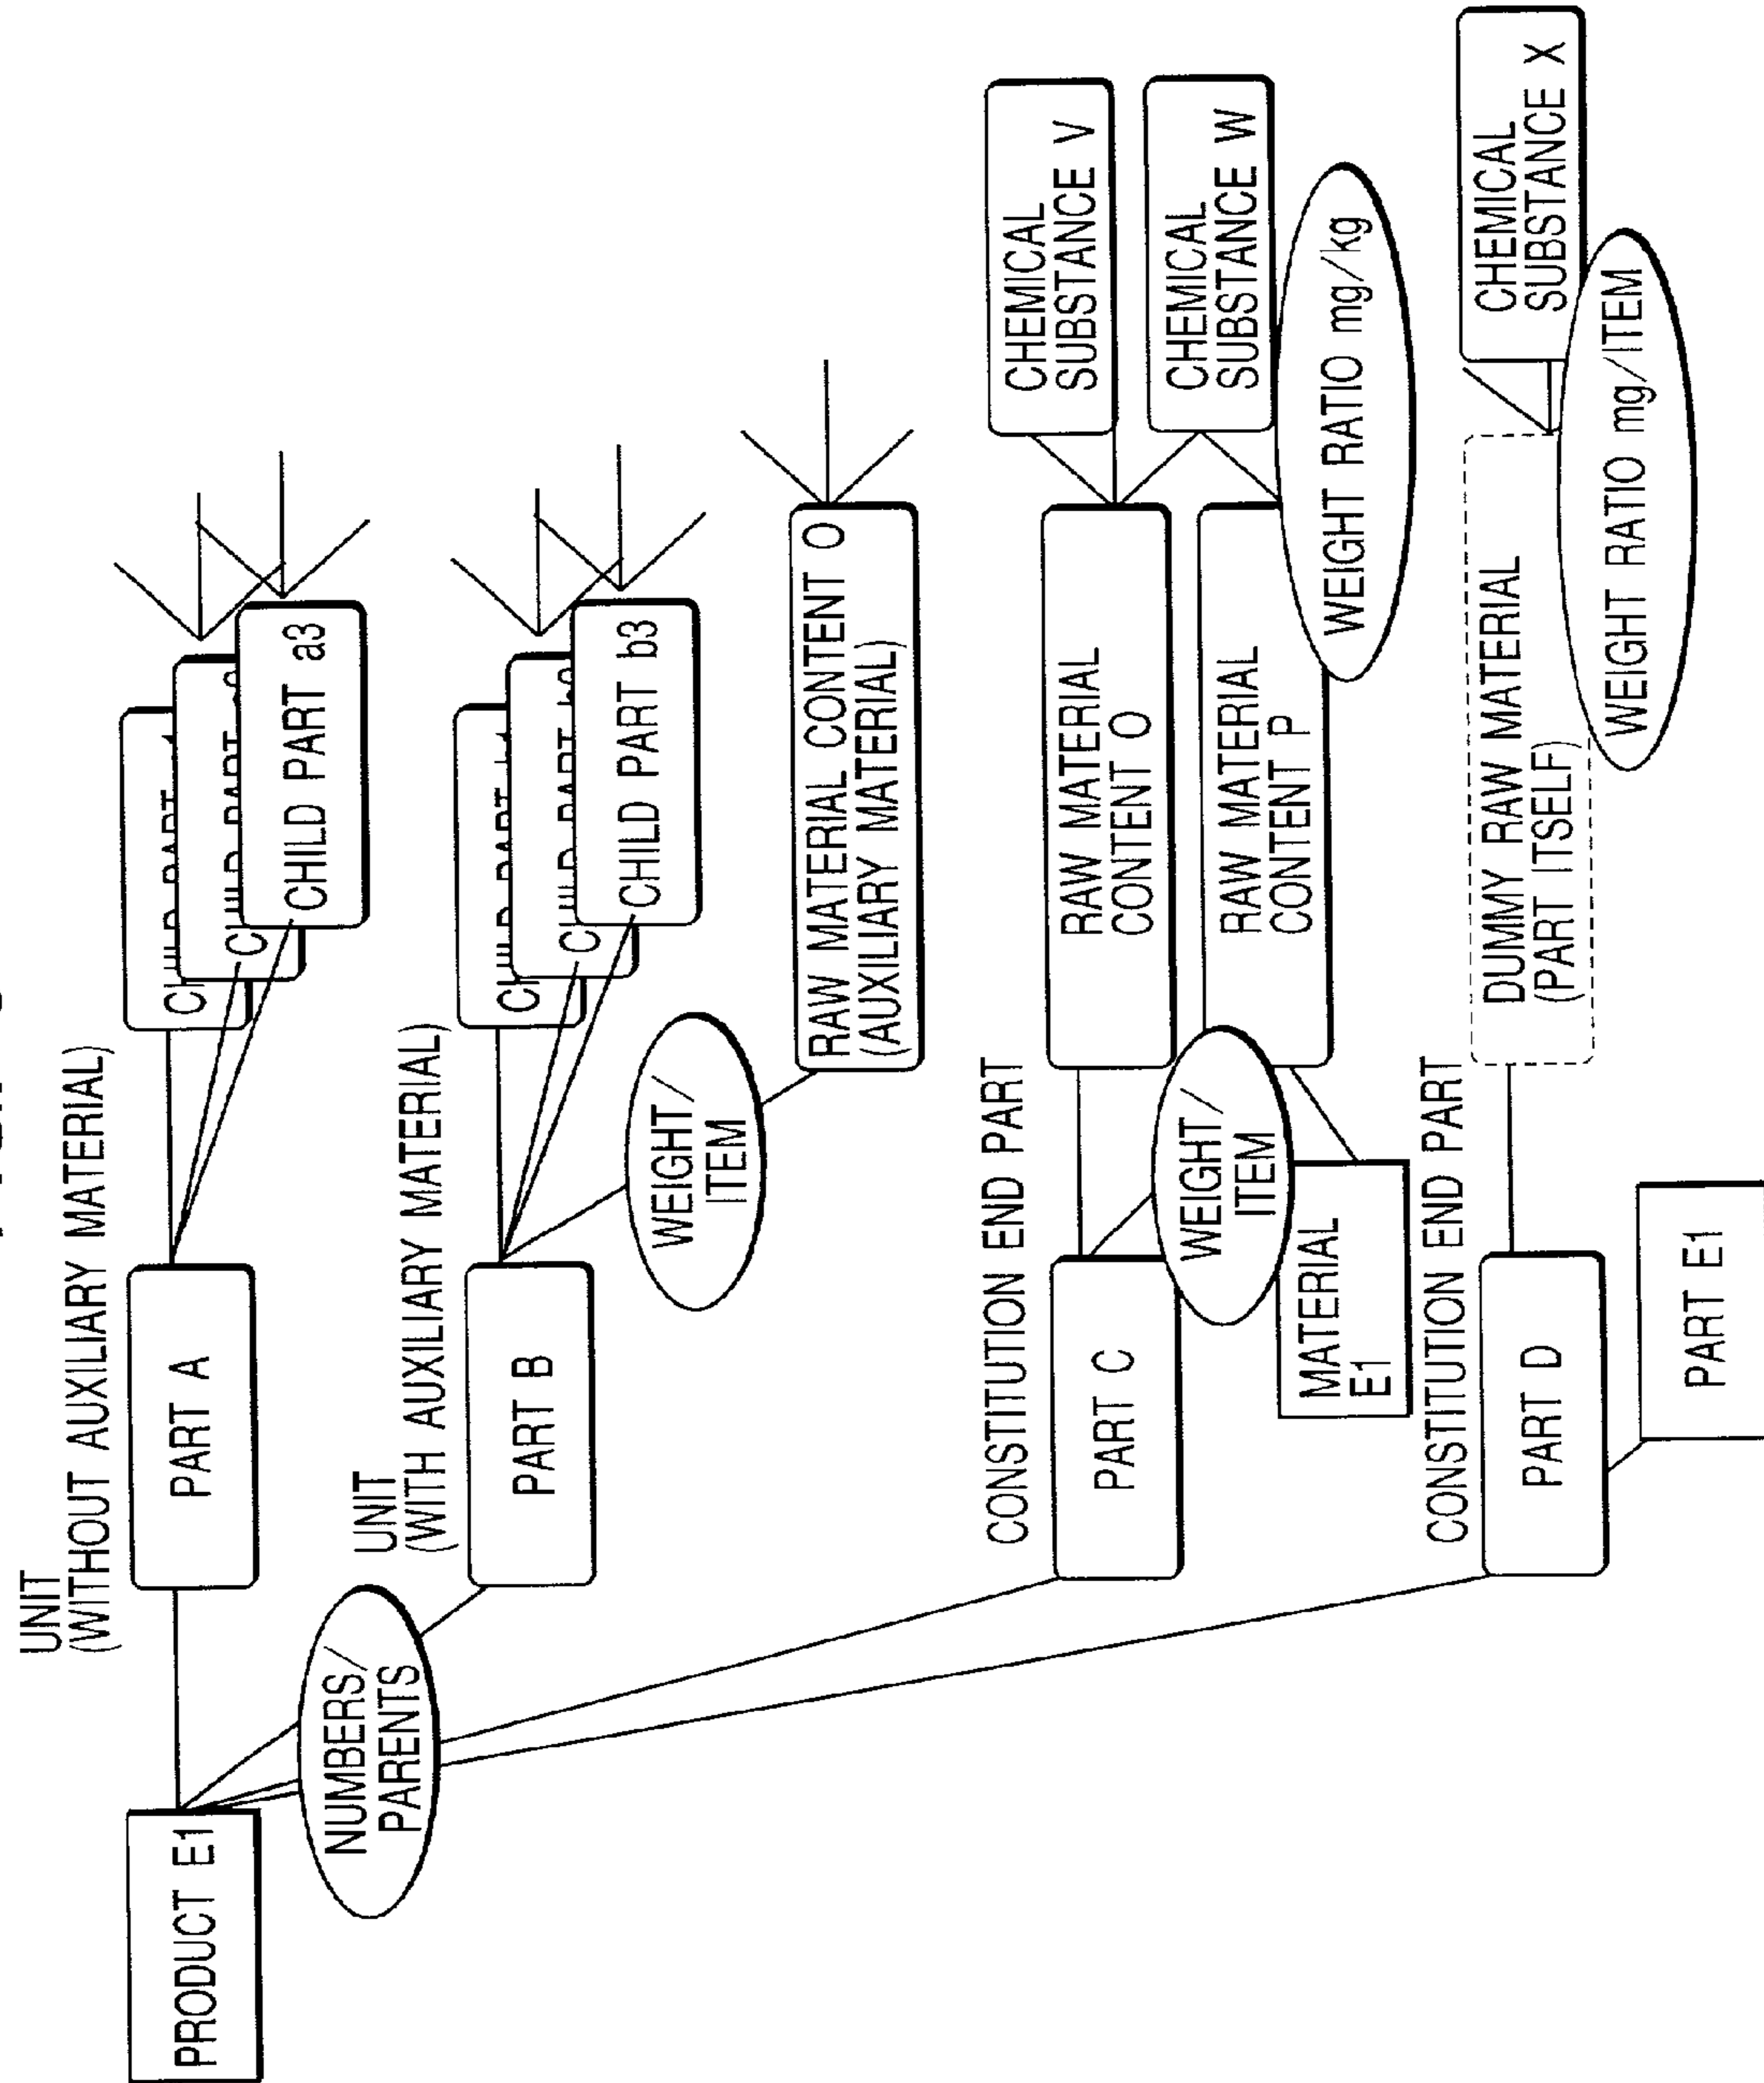 PRODUCT E1
NUMBERS/
PARENTS
UNIT
(WITHOUT AUXILIARY MATERIAL)
PART A
CHILD PART a3
UNIT
(WITH AUXILIARY MATERIAL)
PART B
CHILD PART b3
WEIGHT/
ITEM
RAW MATERIAL CONTENT O
(AUXILIARY MATERIAL)
CONSTITUTION END PART
PART C
WEIGHT/
ITEM
MATERIAL
E1
RAW MATERIAL
CONTENT O
RAW MATERIAL
CONTENT P
CHEMICAL
SUBSTANCE V
CHEMICAL
SUBSTANCE W
WEIGHT RATIO mg/kg
CONSTITUTION END PART
PART D
PART E1
DUMMY RAW MATERIAL
(PART ITSELF)
CHEMICAL
SUBSTANCE X
WEIGHT RATIO mg/ITEM